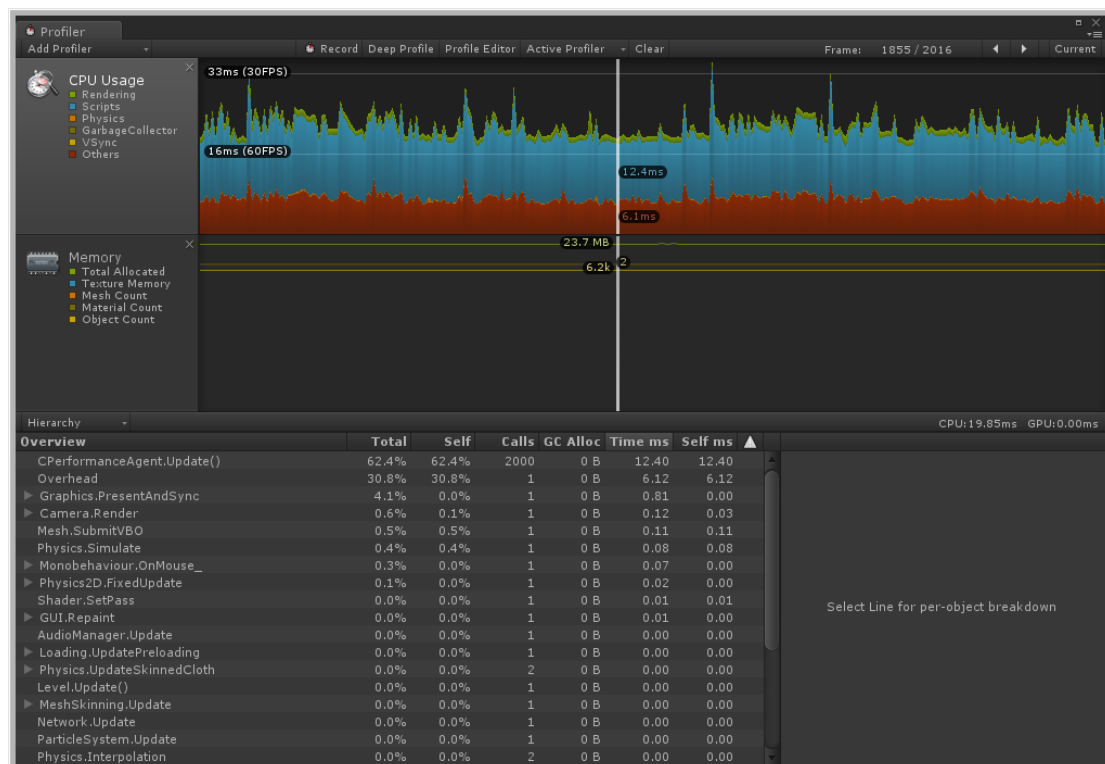 Profiler
Add Profiler Record Deep Profile Profile Editor Active Profiler Clear Frame: 1855 / 2016 Current
CPU Usage
Rendering
Scripts
Physics
GarbageCollector
VSync
Others
33ms (30FPS)
16ms (60FPS)
12.4ms
6.1ms
Memory
Total Allocated
Texture Memory
Mesh Count
Material Count
Object Count
23.7 MB
6.2k 2
Hierarchy CPU:19.85ms GPU:0.00ms
Overview Total Self Calls GC Alloc Time ms Self ms
CPerformanceAgent.Update() 62.4% 62.4% 2000 0 B 12.40 12.40
Overhead 30.8% 30.8% 1 0 B 6.12 6.12
Graphics.PresentAndSync 4.1% 0.0% 1 0 B 0.81 0.00
Camera.Render 0.6% 0.1% 1 0 B 0.12 0.03
Mesh.SubmitVBO 0.5% 0.5% 1 0 B 0.11 0.11
Physics.Simulate 0.4% 0.4% 1 0 B 0.08 0.08
Monobehaviour.OnMouse_ 0.3% 0.0% 1 0 B 0.07 0.00
Physics2D.FixedUpdate 0.1% 0.0% 1 0 B 0.02 0.00
Shader.SetPass 0.0% 0.0% 1 0 B 0.01 0.01
GUI.Repaint 0.0% 0.0% 1 0 B 0.01 0.00
AudioManager.Update 0.0% 0.0% 1 0 B 0.00 0.00
Loading.UpdatePreloading 0.0% 0.0% 1 0 B 0.00 0.00
Physics.UpdateSkinnedCloth 0.0% 0.0% 2 0 B 0.00 0.00
Level.Update() 0.0% 0.0% 1 0 B 0.00 0.00
MeshSkinning.Update 0.0% 0.0% 1 0 B 0.00 0.00
Network.Update 0.0% 0.0% 1 0 B 0.00 0.00
ParticleSystem.Update 0.0% 0.0% 1 0 B 0.00 0.00
Physics.Interpolation 0.0% 0.0% 2 0 B 0.00 0.00
Select Line for per-object breakdown